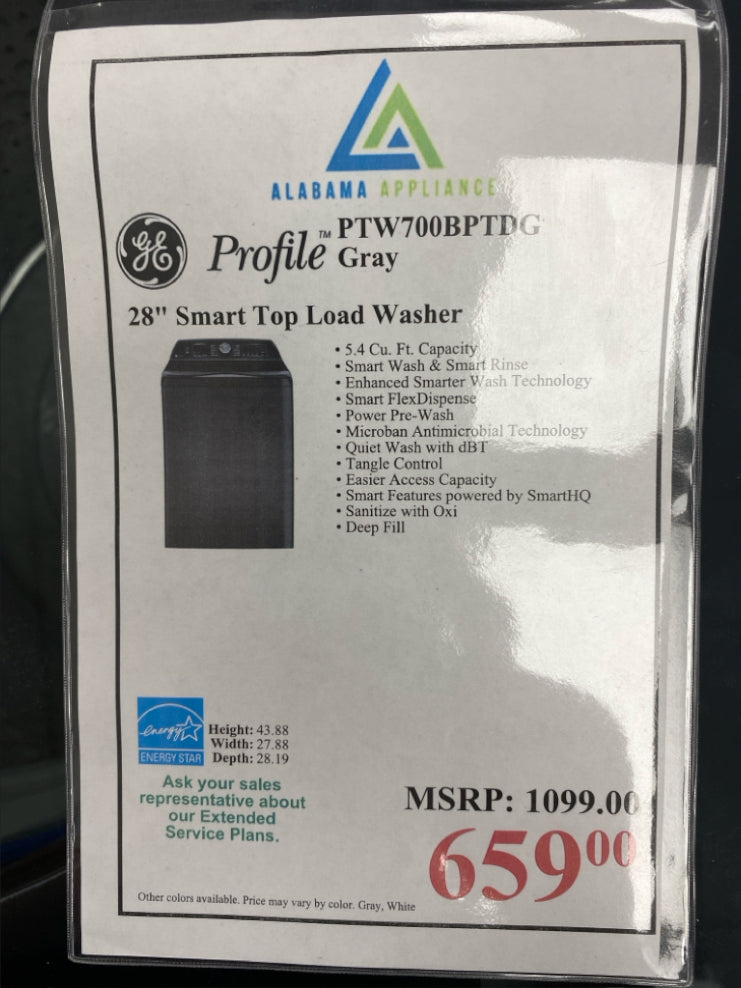 ALABAMA APPLIANCE
GE
Profile™ PTW700BPTDG
Gray
28" Smart Top Load Washer
• 5.4 Cu. Ft. Capacity
• Smart Wash & Smart Rinse
• Enhanced Smarter Wash Technology
• Smart FlexDispense
• Power Pre-Wash
• Microban Antimicrobial Technology
• Quiet Wash with dBT
• Tangle Control
• Easier Access Capacity
• Smart Features powered by SmartHQ
• Sanitize with Oxi
• Deep Fill
energy
ENERGY STAR
Height: 43.88
Width: 27.88
Depth: 28.19
Ask your sales
representative about
our Extended
Service Plans.
MSRP: 1099.00
65900
Other colors available. Price may vary by color. Gray, White